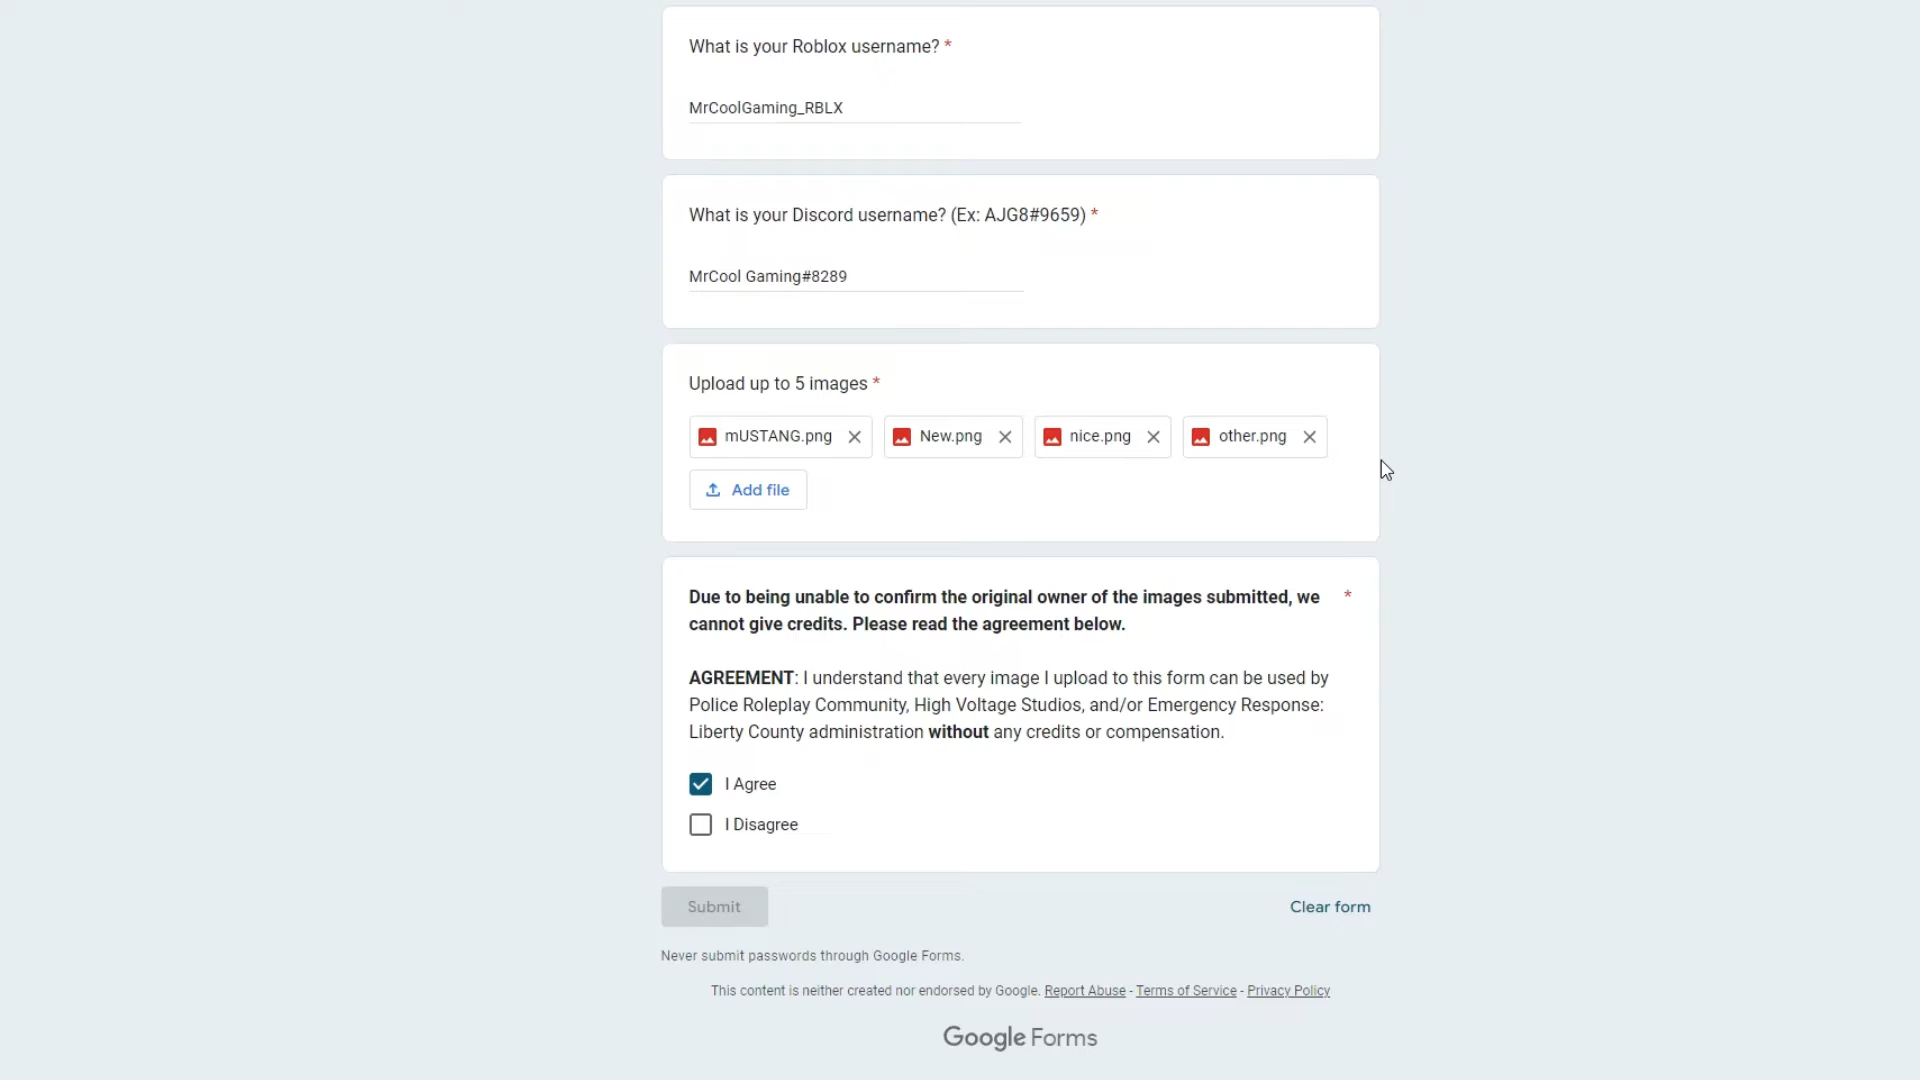 What is your Roblox username? *
MrCoolGaming_RBLX
What is your Discord username? (Ex: AJG8#9659) *
MrCool Gaming#8289
Upload up to 5 images *
mUSTANG.png New.png nice.png other.png
Add file
Due to being unable to confirm the original owner of the images submitted, we *
cannot give credits. Please read the agreement below.
AGREEMENT: I understand that every image I upload to this form can be used by
Police Roleplay Community, High Voltage Studios, and/or Emergency Response:
Liberty County administration without any credits or compensation.
I Agree
I Disagree
Submit Clear form
Never submit passwords through Google Forms.
This content is neither created nor endorsed by Google. Report Abuse - Terms of Service - Privacy Policy
Google Forms